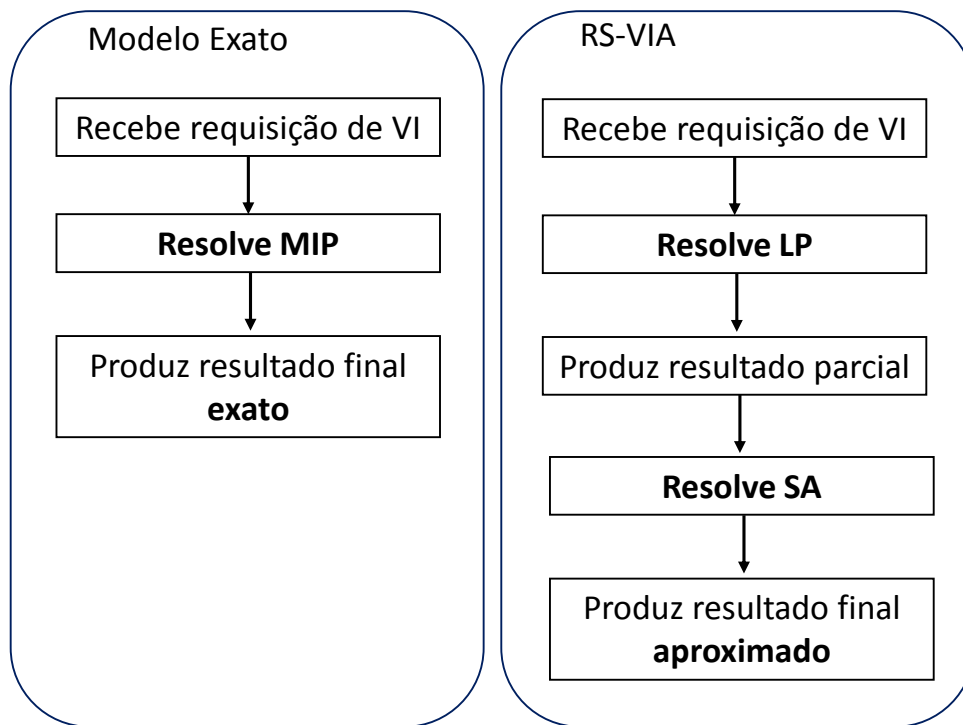 Modelo Exato
Recebe requisição de VI
Resolve MIP
Produz resultado final
exato
RS-VIA
Recebe requisição de VI
Resolve LP
Produz resultado parcial
Resolve SA
Produz resultado final
aproximado